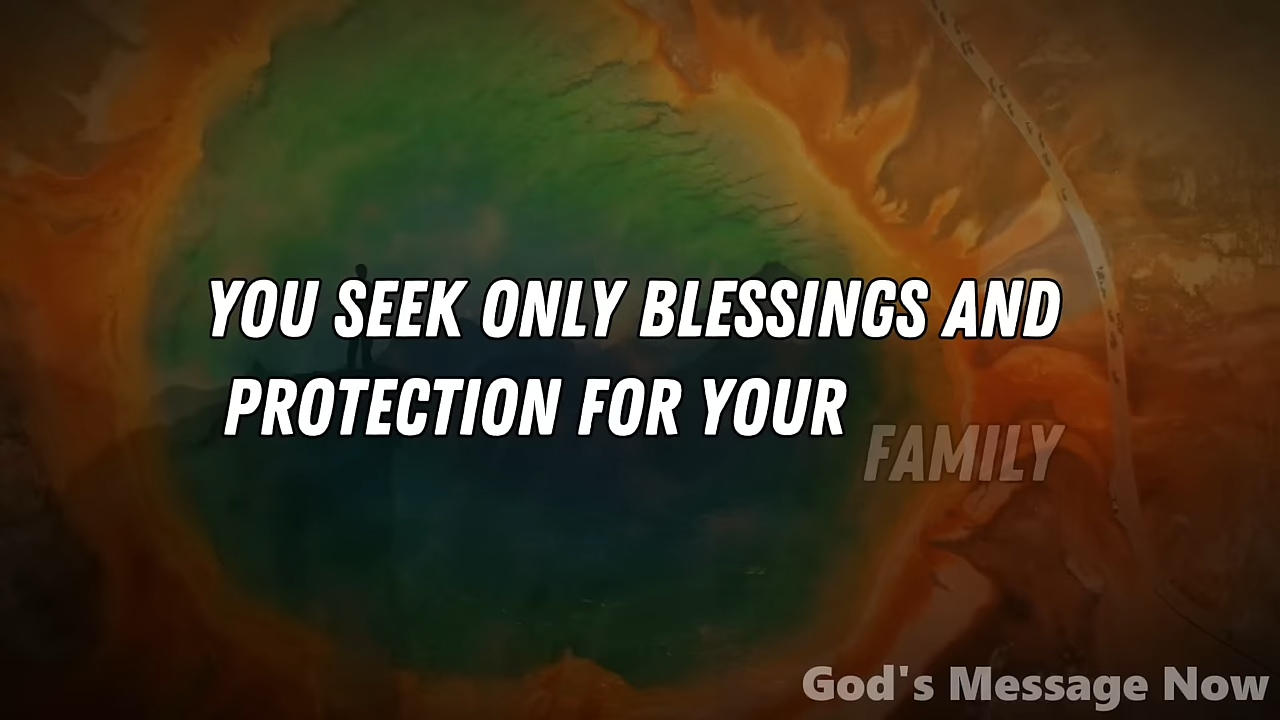 YOU SEEK ONLY BLESSINGS AND
PROTECTION FOR YOUR FAMILY
God's Message Now